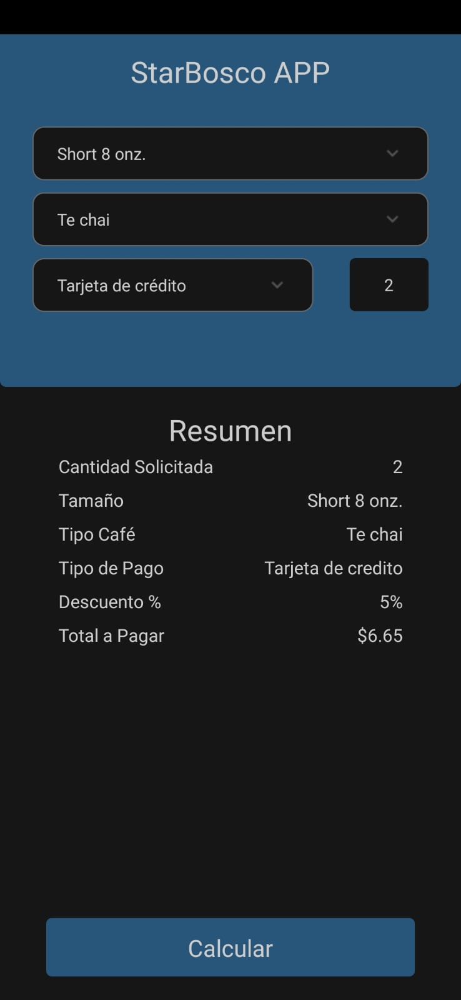 StarBosco APP
Short 8 onz.
Te chai
Tarjeta de crédito 2
Resumen
Cantidad Solicitada 2
Tamaño Short 8 onz.
Tipo Café Te chai
Tipo de Pago Tarjeta de credito
Descuento % 5%
Total a Pagar $6.65
Calcular